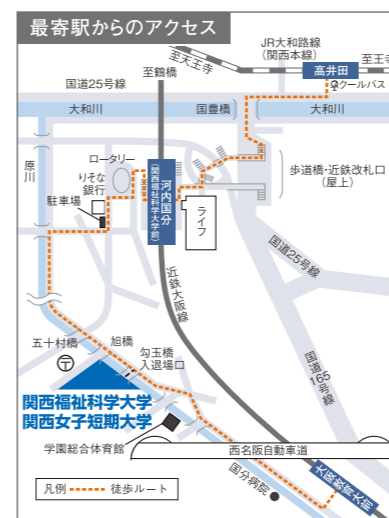 最寄駅からのアクセス
JR大和路線
(関西本線)
至天王寺
高井田
至王寺
スクールバス
至鶴橋
国道25号線
大和川
国豊橋
大和川
原川
ロータリー
りそな
銀行
駐車場
河内国分
(関西福祉科学大学前)
ライフ
歩道橋・近鉄改札口
(屋上)
国道25号線
近鉄大阪線
国道165号線
五十村橋
旭橋
勾玉橋
入退場口
関西福祉科学大学
関西女子短期大学
学園総合体育館
西名阪自動車道
国分病院
大阪教育大前
凡例
徒歩ルート